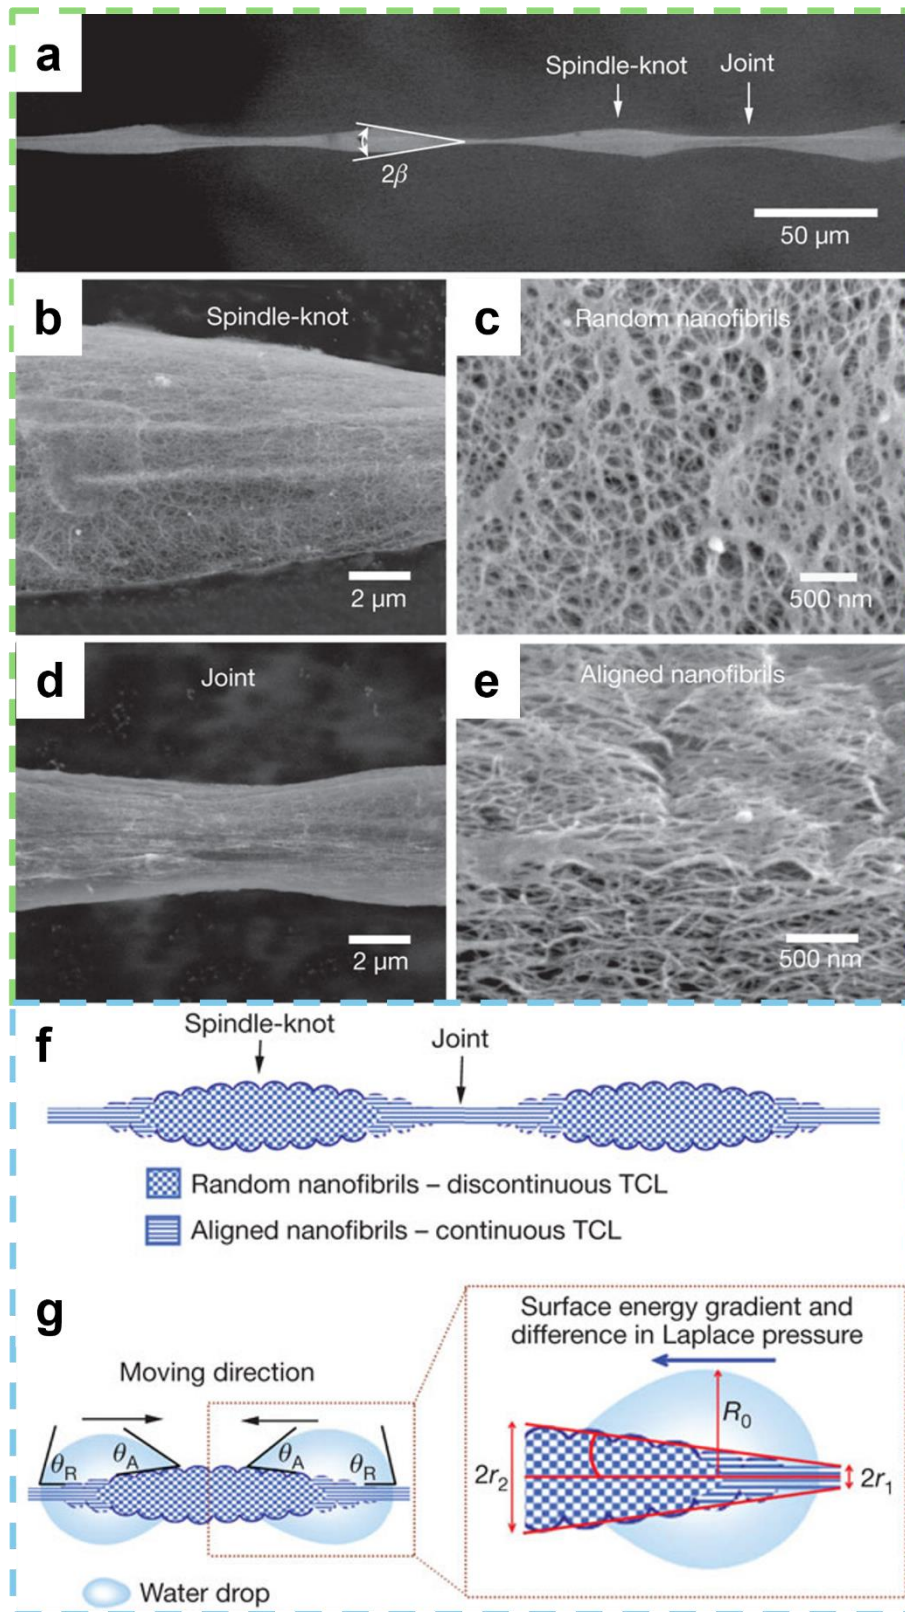 a
Spindle-knot
Joint
2β
50 μm
b
Spindle-knot
2 μm
c
Random nanofibrils
500 nm
d
Joint
2 μm
e
Aligned nanofibrils
500 nm
f
Spindle-knot
Joint
Random nanofibrils – discontinuous TCL
Aligned nanofibrils – continuous TCL
g
Moving direction
θR
θA
θA
θR
Water drop
Surface energy gradient and
difference in Laplace pressure
R0
2r2
2r1